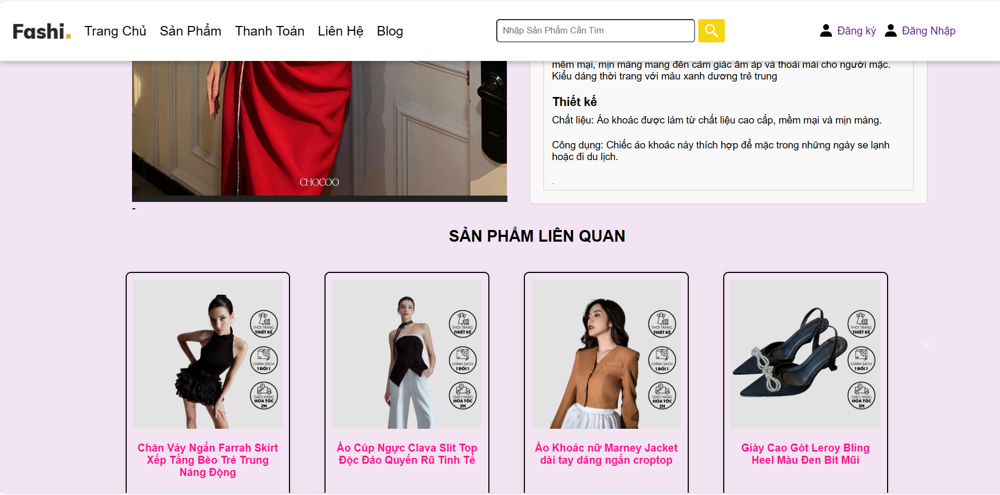 Fashi.
Trang Chủ
Sản Phẩm
Thanh Toán
Liên Hệ
Blog
Nhập Sản Phẩm Cần Tìm
Đăng ký
Đăng Nhập
mềm mại, mịn màng mang đến cảm giác ấm áp và thoải mái cho người mặc.
Kiểu dáng thời trang với màu xanh dương trẻ trung
Thiết kế
Chất liệu: Áo khoác được làm từ chất liệu cao cấp, mềm mại và mịn màng.
Công dụng: Chiếc áo khoác này thích hợp để mặc trong những ngày se lạnh
hoặc đi du lịch.
.
CHOCOO
-
SẢN PHẨM LIÊN QUAN
THỜI TRANG
THIẾT KẾ
CHÍNH SÁCH
1 ĐỔI 1
GIAO HÀNG
HỎA TỐC
2H
Chân Váy Ngắn Farrah Skirt
Xếp Tầng Bèo Trẻ Trung
Năng Động
THỜI TRANG
THIẾT KẾ
CHÍNH SÁCH
1 ĐỔI 1
GIAO HÀNG
HỎA TỐC
2H
Áo Cúp Ngực Clava Slit Top
Độc Đáo Quyến Rũ Tinh Tế
THỜI TRANG
THIẾT KẾ
CHÍNH SÁCH
1 ĐỔI 1
GIAO HÀNG
HỎA TỐC
2H
Áo Khoác nữ Marney Jacket
dài tay dáng ngắn croptop
THỜI TRANG
THIẾT KẾ
CHÍNH SÁCH
1 ĐỔI 1
GIAO HÀNG
HỎA TỐC
2H
Giày Cao Gót Leroy Bling
Heel Màu Đen Bít Mũi